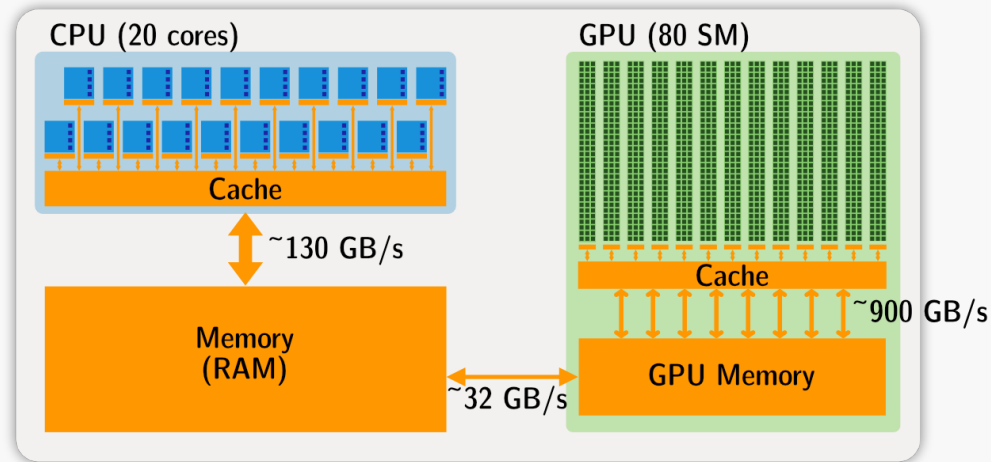 CPU (20 cores)
GPU (80 SM)
Cache
~130 GB/s
Cache
~900 GB/s
Memory
(RAM)
GPU Memory
~32 GB/s